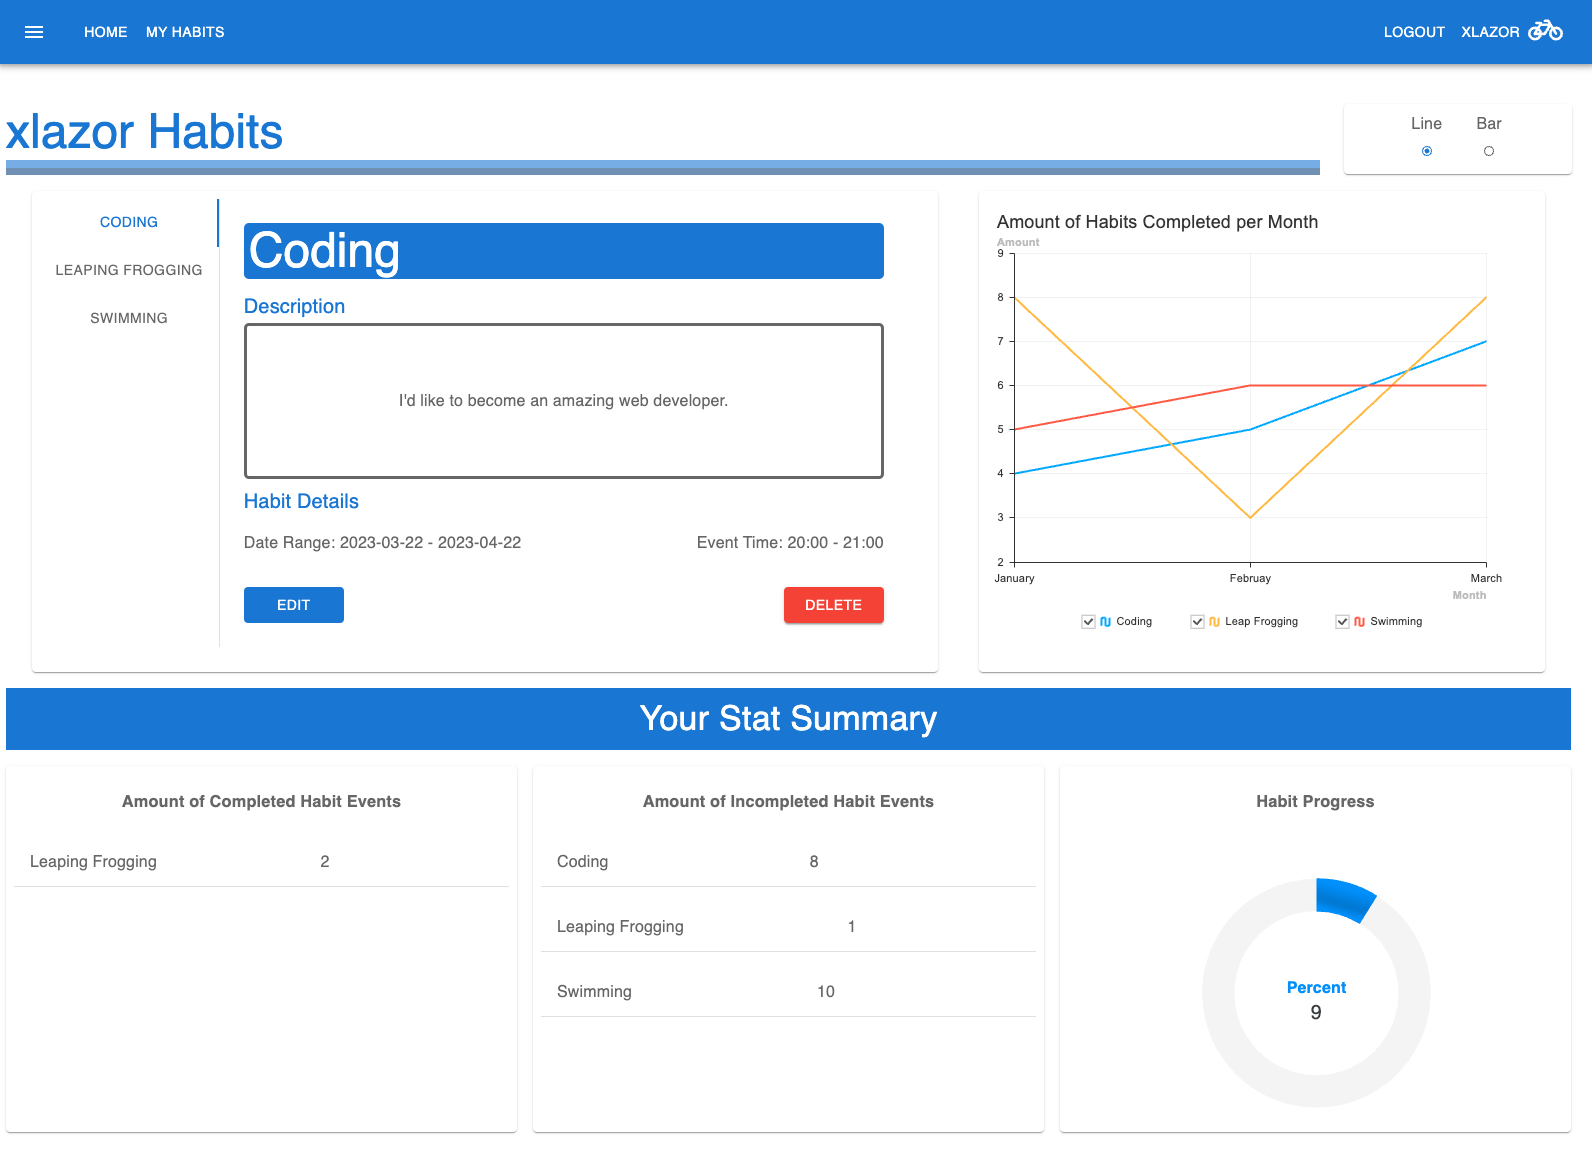 HOME MY HABITS LOGOUT XLAZOR
xlazor Habits
Line Bar
CODING
LEAPING FROGGING
SWIMMING
Coding
Description
I'd like to become an amazing web developer.
Habit Details
Date Range: 2023-03-22 - 2023-04-22 Event Time: 20:00 - 21:00
EDIT DELETE
Amount of Habits Completed per Month
Amount
9
8
7
6
5
4
3
2
January Februay March
Month
Coding Leap Frogging Swimming
Your Stat Summary
Amount of Completed Habit Events
Leaping Frogging 2
Amount of Incompleted Habit Events
Coding 8
Leaping Frogging 1
Swimming 10
Habit Progress
Percent
9